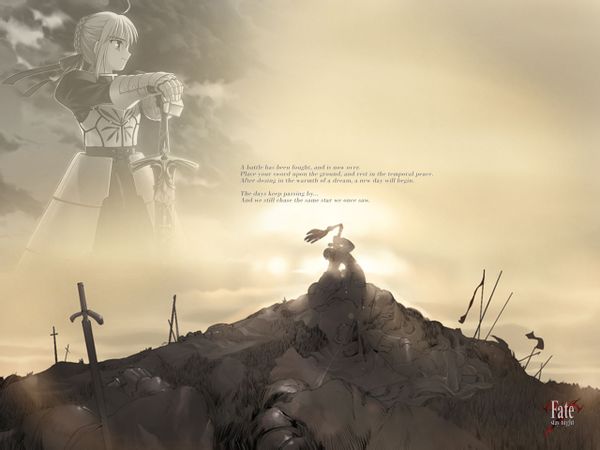 A battle has been fought, and is now over.
Place your sword upon the ground, and rest in the temporal peace.
After dozing in the warmth of a dream, a new day will begin.
The days keep passing by...
And we still chase the same star we once saw.
Fate
stay night